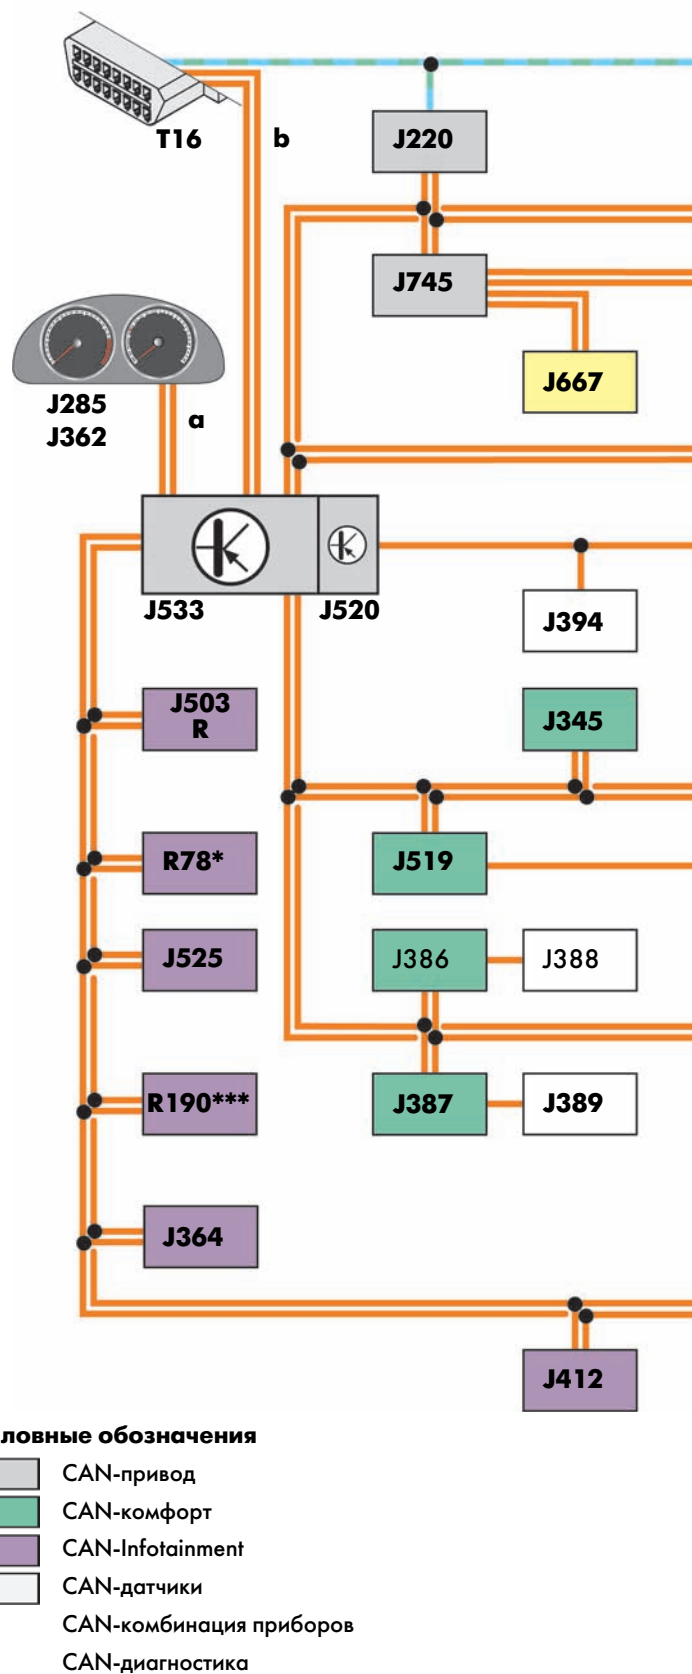 T16
b
J220
J745
J667
J285
J362
a
J533
J520
J394
J503
R
J345
R78*
J519
J525
J386
J388
R190***
J387
J389
J364
J412
ловные обозначения
CAN-привод
CAN-комфорт
CAN-Infotainment
CAN-датчики
CAN-комбинация приборов
CAN-диагностика